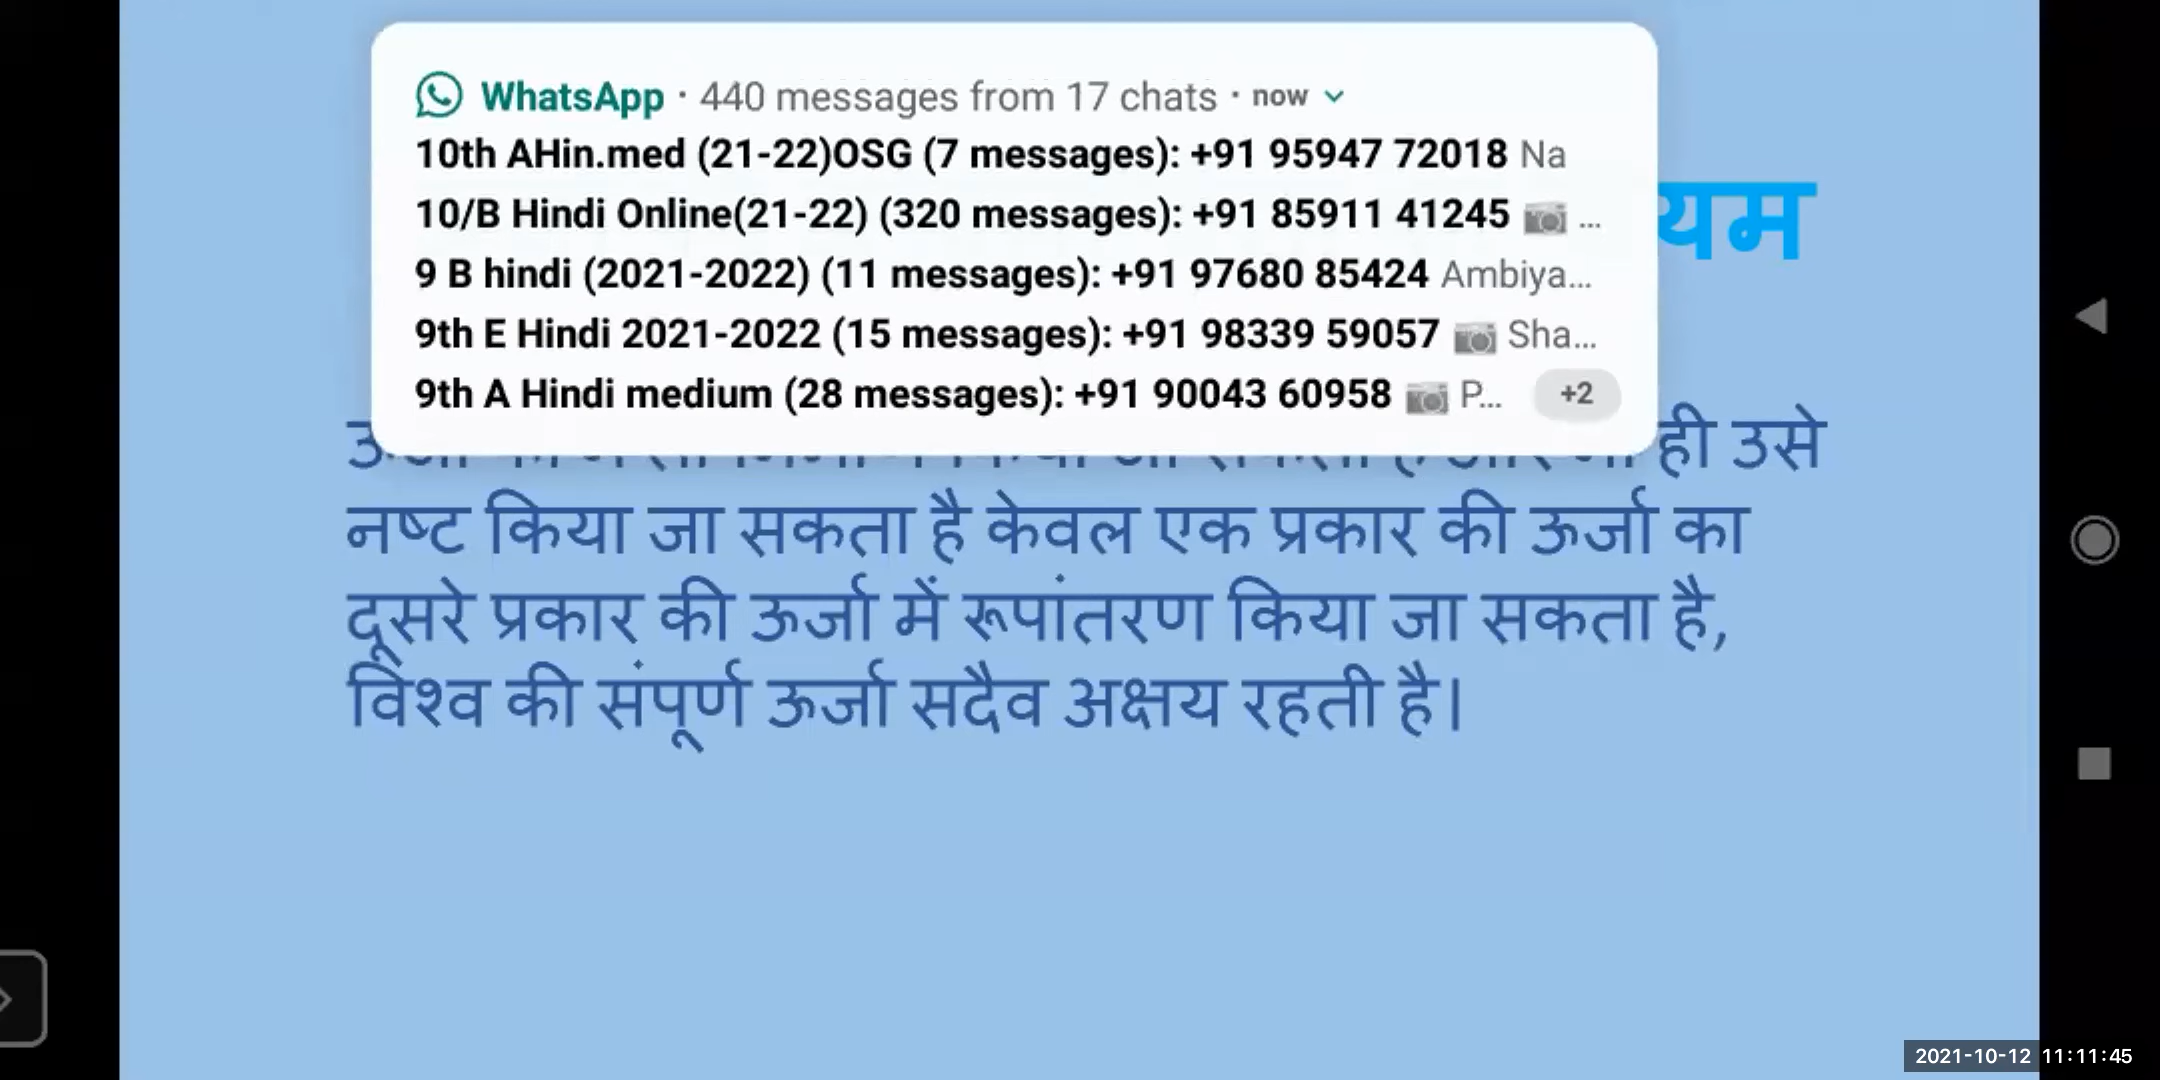 WhatsApp · 440 messages from 17 chats · now
10th AHin.med (21-22)OSG (7 messages): +91 95947 72018 Na
10/B Hindi Online(21-22) (320 messages): +91 85911 41245 📷 ...
9 B hindi (2021-2022) (11 messages): +91 97680 85424 Ambiya...
9th E Hindi 2021-2022 (15 messages): +91 98339 59057 📷 Sha...
9th A Hindi medium (28 messages): +91 90043 60958 📷 P... +2
यम
ही उसे
नष्ट किया जा सकता है केवल एक प्रकार की ऊर्जा का
दूसरे प्रकार की ऊर्जा में रूपांतरण किया जा सकता है,
विश्व की संपूर्ण ऊर्जा सदैव अक्षय रहती है।
2021-10-12 11:11:45